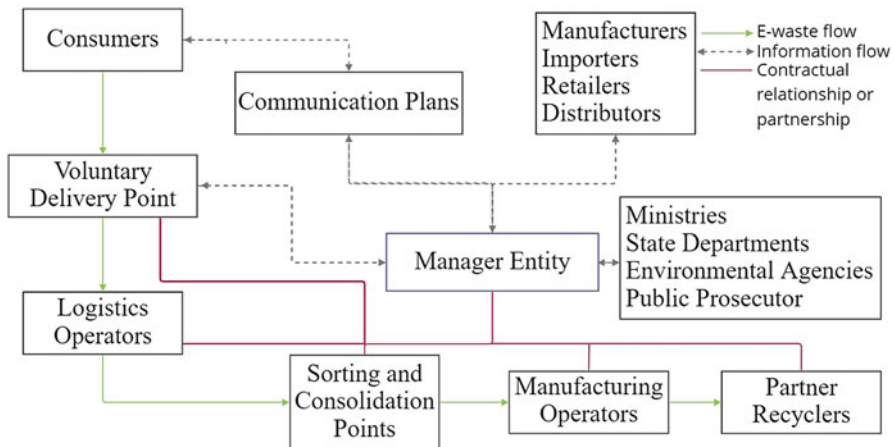 Consumers
Communication Plans
Manufacturers
Importers
Retailers
Distributors
E-waste flow
Information flow
Contractual
relationship or
partnership
Voluntary
Delivery Point
Manager Entity
Ministries
State Departments
Environmental Agencies
Public Prosecutor
Logistics
Operators
Sorting and
Consolidation
Points
Manufacturing
Operators
Partner
Recyclers